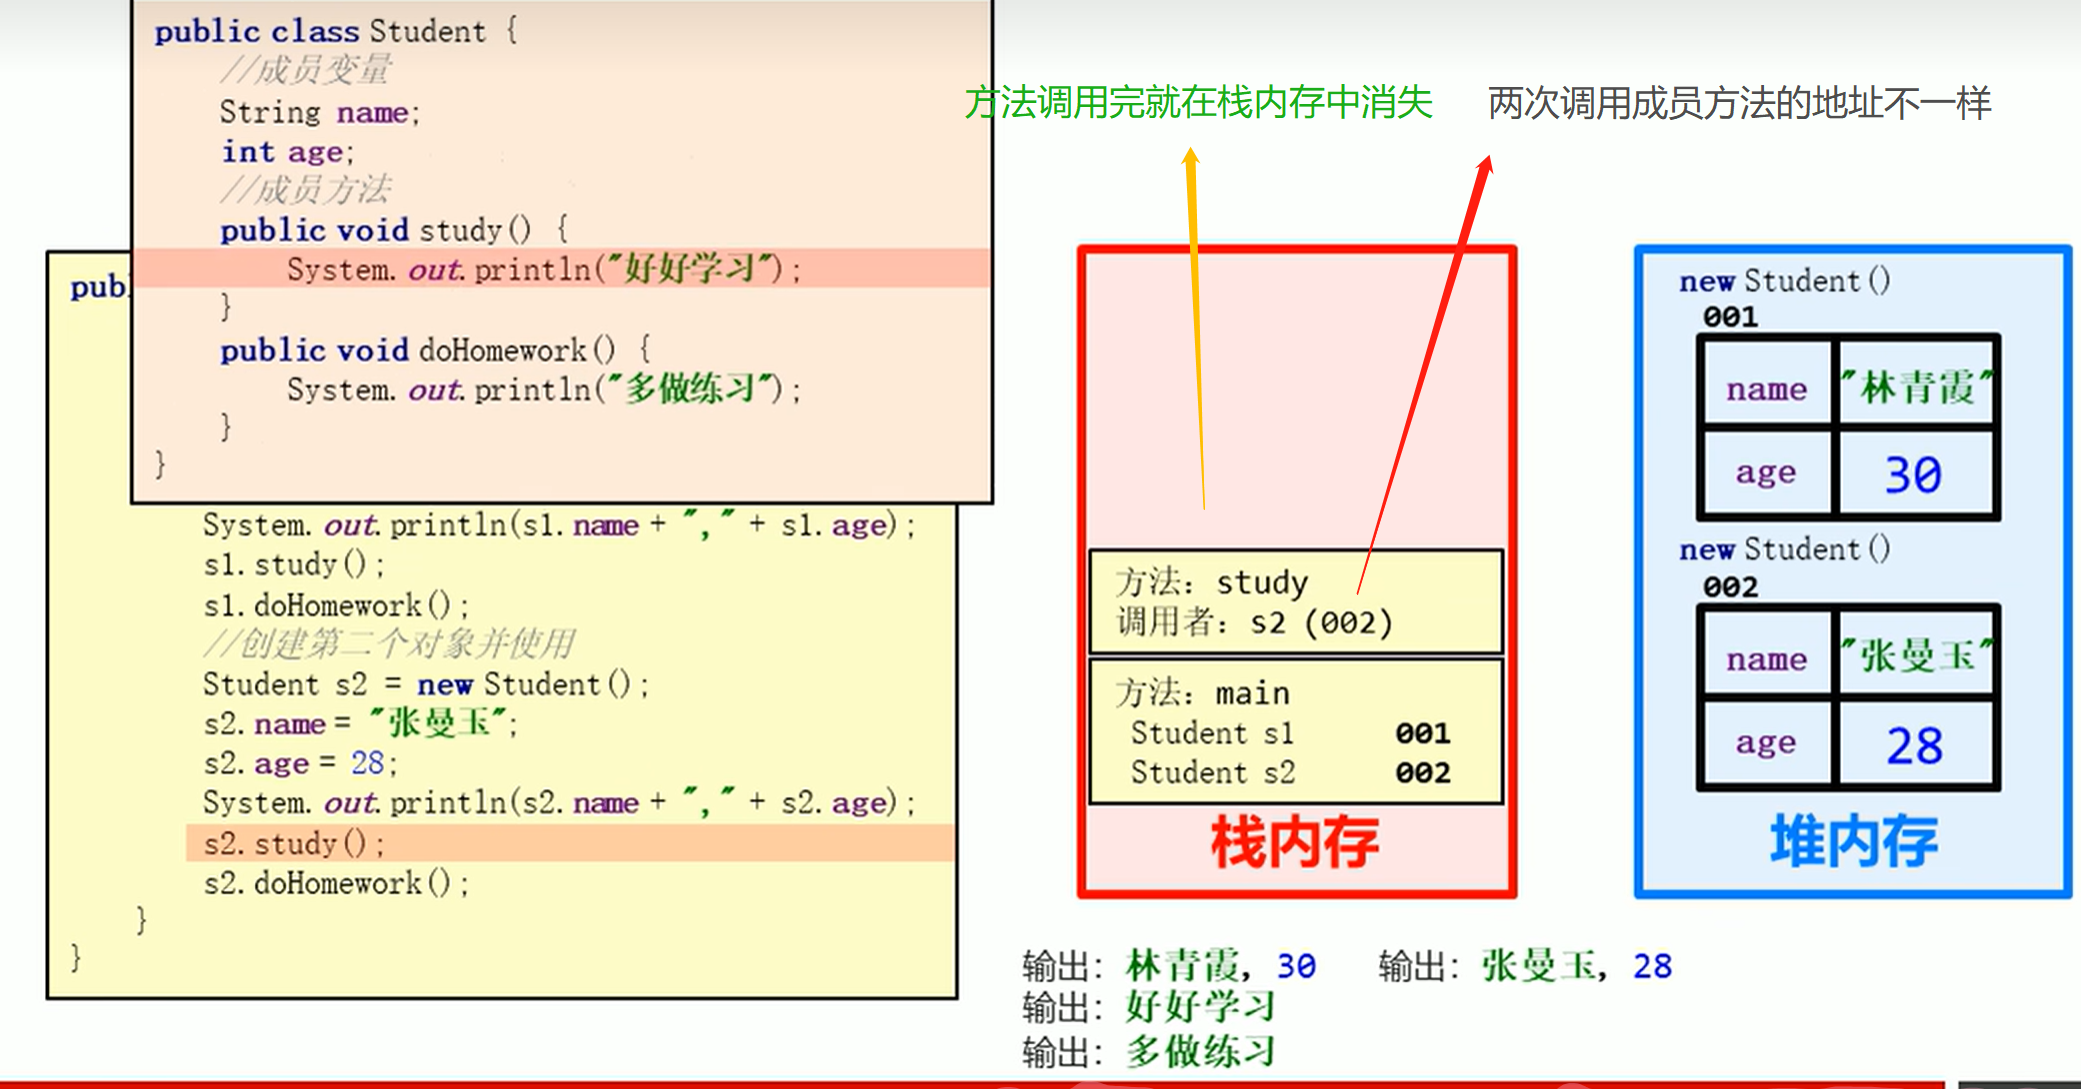 public class Student {
//成员变量
String name;
int age;
//成员方法
public void study() {
System.out.println("好好学习");
}
public void doHomework() {
System.out.println("多做练习");
}
}
pub
System.out.println(s1.name + "," + s1.age);
s1.study();
s1.doHomework();
//创建第二个对象并使用
Student s2 = new Student();
s2.name = "张曼玉";
s2.age = 28;
System.out.println(s2.name + "," + s2.age);
s2.study();
s2.doHomework();
}
}
方法调用完就在栈内存中消失
两次调用成员方法的地址不一样
方法：study
调用者：s2 (002)
方法：main
Student s1 001
Student s2 002
栈内存
new Student()
001
name "林青霞"
age 30
new Student()
002
name "张曼玉"
age 28
堆内存
输出：林青霞, 30 输出：张曼玉, 28
输出：好好学习
输出：多做练习